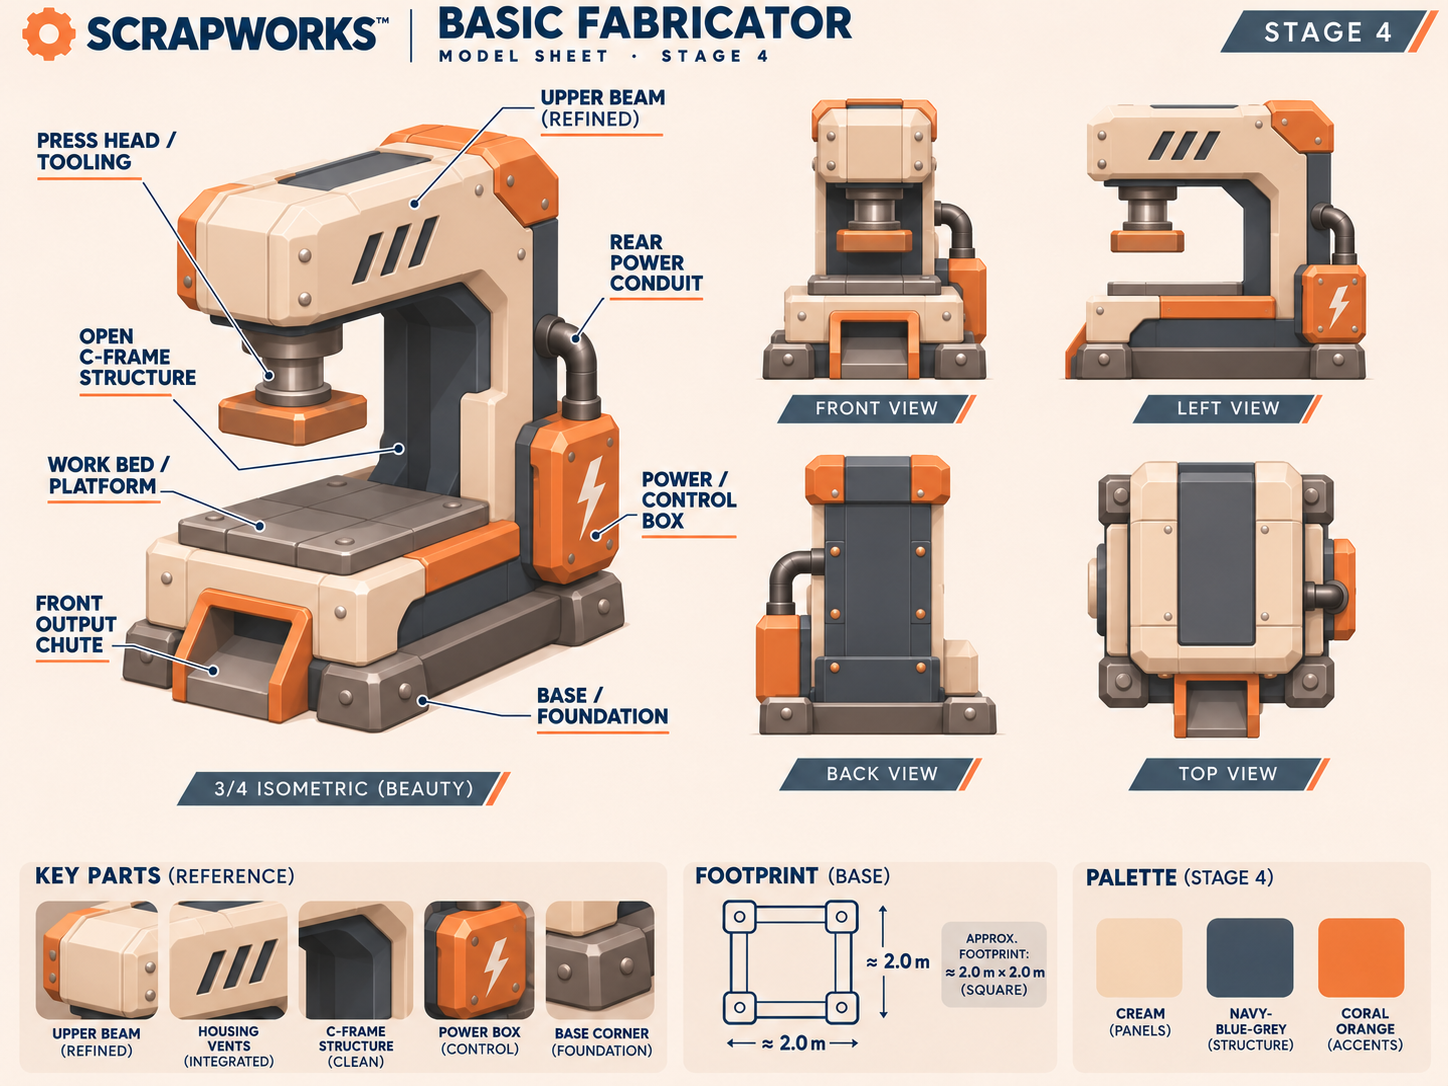 SCRAPWORKS™
BASIC FABRICATOR
MODEL SHEET · STAGE 4
STAGE 4
UPPER BEAM
(REFINED)
PRESS HEAD /
TOOLING
REAR
POWER
CONDUIT
OPEN
C-FRAME
STRUCTURE
WORK BED /
PLATFORM
POWER /
CONTROL
BOX
FRONT
OUTPUT
CHUTE
BASE /
FOUNDATION
3/4 ISOMETRIC (BEAUTY)
FRONT VIEW
LEFT VIEW
BACK VIEW
TOP VIEW
KEY PARTS (REFERENCE)
UPPER BEAM
(REFINED)
HOUSING
VENTS
(INTEGRATED)
C-FRAME
STRUCTURE
(CLEAN)
POWER BOX
(CONTROL)
BASE CORNER
(FOUNDATION)
FOOTPRINT (BASE)
≈ 2.0 m
≈ 2.0 m
APPROX.
FOOTPRINT:
≈ 2.0 m × 2.0 m
(SQUARE)
PALETTE (STAGE 4)
CREAM
(PANELS)
NAVY-
BLUE-GREY
(STRUCTURE)
CORAL
ORANGE
(ACCENTS)